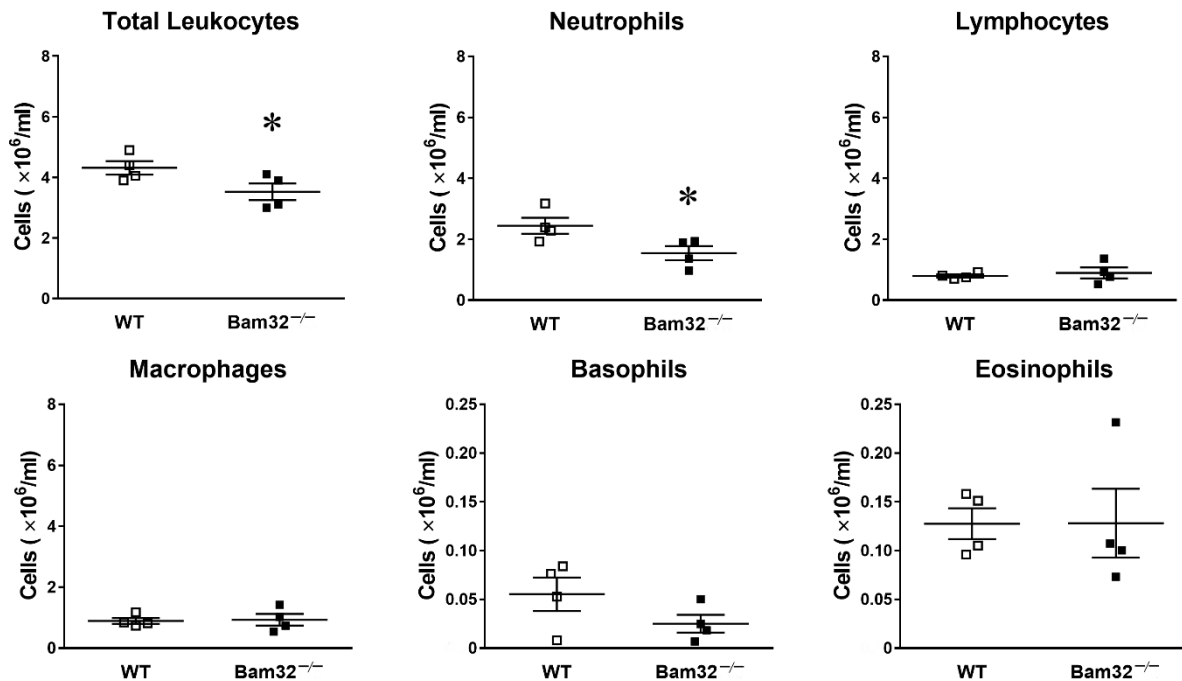 Total Leukocytes
Cells ( ×10⁶/ml)
8
6
4
2
0
*
WT
Bam32⁻/⁻
Neutrophils
Cells ( ×10⁶/ml)
8
6
4
2
0
*
WT
Bam32⁻/⁻
Lymphocytes
Cells ( ×10⁶/ml)
8
6
4
2
0
WT
Bam32⁻/⁻
Macrophages
Cells ( ×10⁶/ml)
8
6
4
2
0
WT
Bam32⁻/⁻
Basophils
Cells ( ×10⁶/ml)
0.25
0.20
0.15
0.10
0.05
0
WT
Bam32⁻/⁻
Eosinophils
Cells ( ×10⁶/ml)
0.25
0.20
0.15
0.10
0.05
0
WT
Bam32⁻/⁻